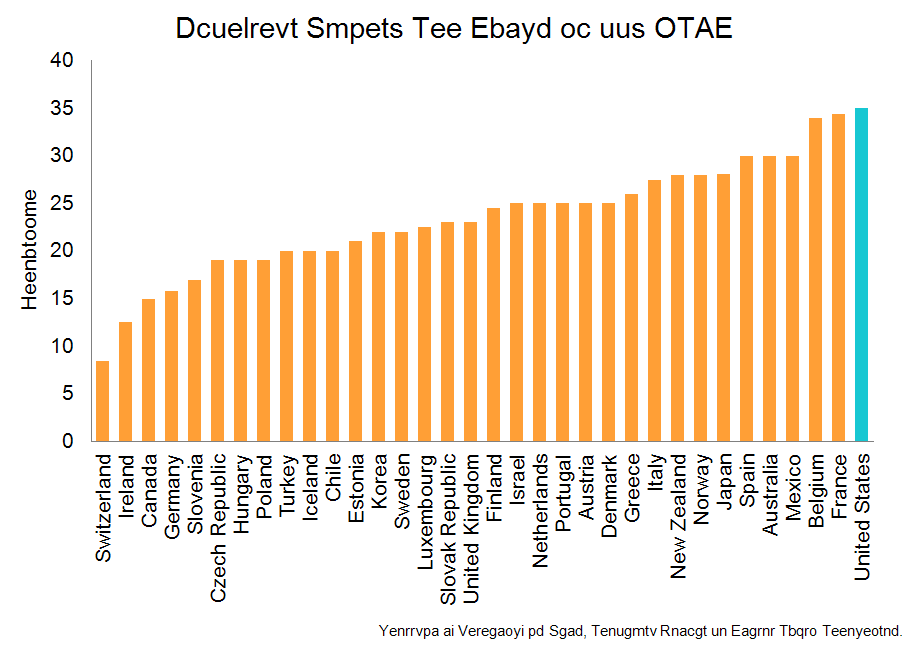 Dcuelrevt Smpets Tee Ebayd oc uus OTAE
40
35
30
25
20
15
10
5
0
Heenbtoome
Switzerland
Ireland
Canada
Germany
Slovenia
Czech Republic
Hungary
Poland
Turkey
Iceland
Chile
Estonia
Korea
Sweden
Luxembourg
Slovak Republic
United Kingdom
Finland
Israel
Netherlands
Portugal
Austria
Denmark
Greece
Italy
New Zealand
Norway
Japan
Spain
Australia
Mexico
Belgium
France
United States
Yenrrvpa ai Veregaoyi pd Sgad, Tenugmtv Rnacgt un Eagrnr Tbqro Teenyeotnd.